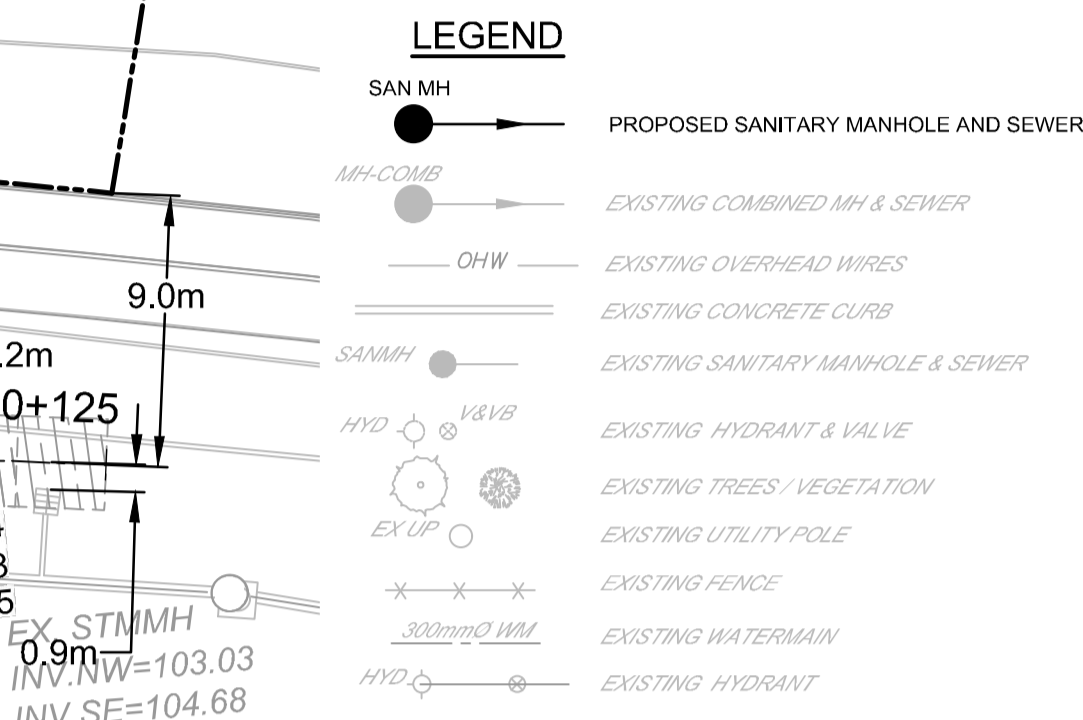 LEGEND
SAN MH
PROPOSED SANITARY MANHOLE AND SEWER
MH-COMB
EXISTING COMBINED MH & SEWER
OHW
EXISTING OVERHEAD WIRES
EXISTING CONCRETE CURB
SANMH
EXISTING SANITARY MANHOLE & SEWER
HYD
V&VB
EXISTING HYDRANT & VALVE
EXISTING TREES / VEGETATION
EX UP
EXISTING UTILITY POLE
EXISTING FENCE
300mmØ WM
EXISTING WATERMAIN
HYD
EXISTING HYDRANT
9.0m
.2m
0+125
3
5
EX. STMMH
0.9m
INV.NW=103.03
INV.SE=104.68